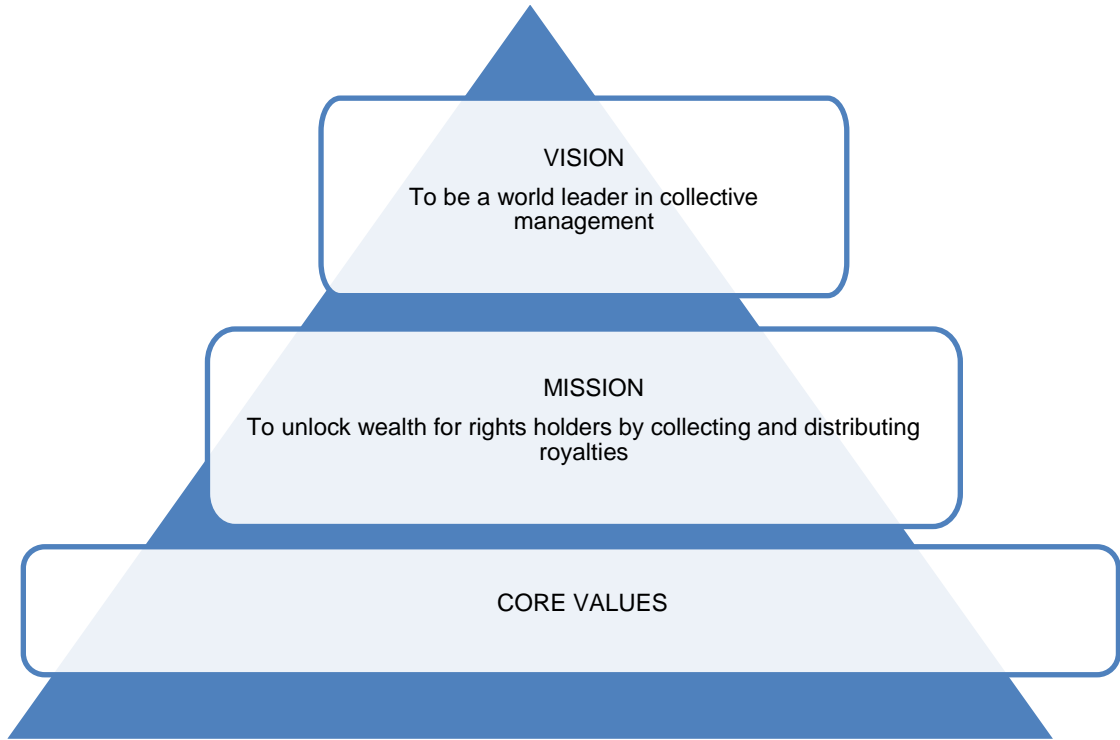 VISION
To be a world leader in collective
management
MISSION
To unlock wealth for rights holders by collecting and distributing
royalties
CORE VALUES